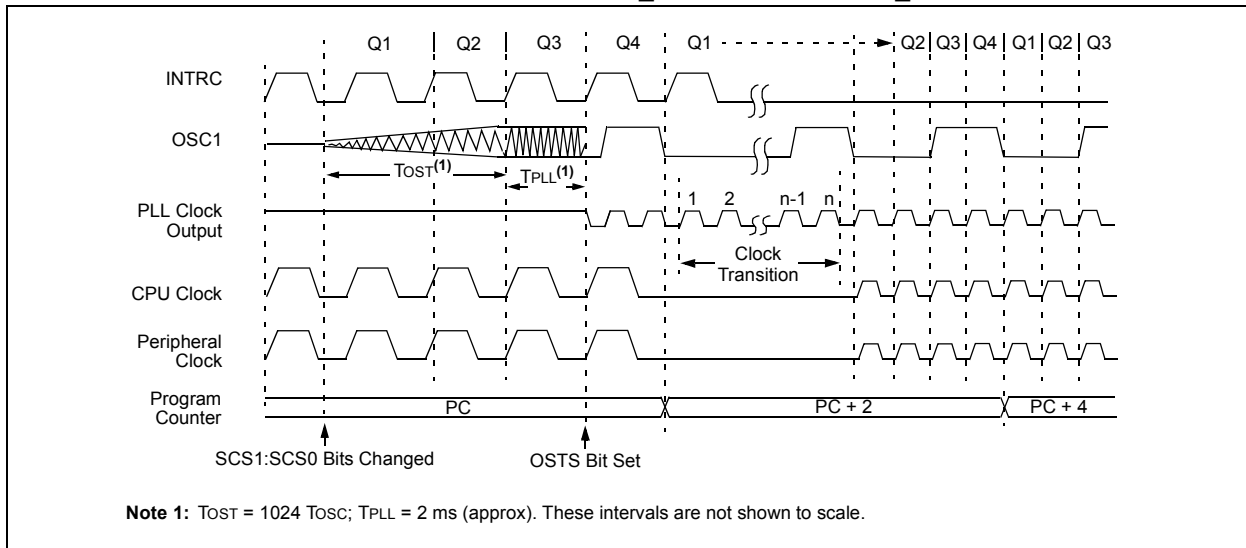 Q1 Q2 Q3 Q4 Q1 Q2 Q3 Q4 Q1 Q2 Q3
INTRC
OSC1
TOST(1)
TPLL(1)
PLL Clock
Output
1 2 n-1 n
Clock
Transition
CPU Clock
Peripheral
Clock
Program
Counter
PC PC + 2 PC + 4
SCS1:SCS0 Bits Changed OSTS Bit Set
Note 1: TOST = 1024 TOSC; TPLL = 2 ms (approx). These intervals are not shown to scale.